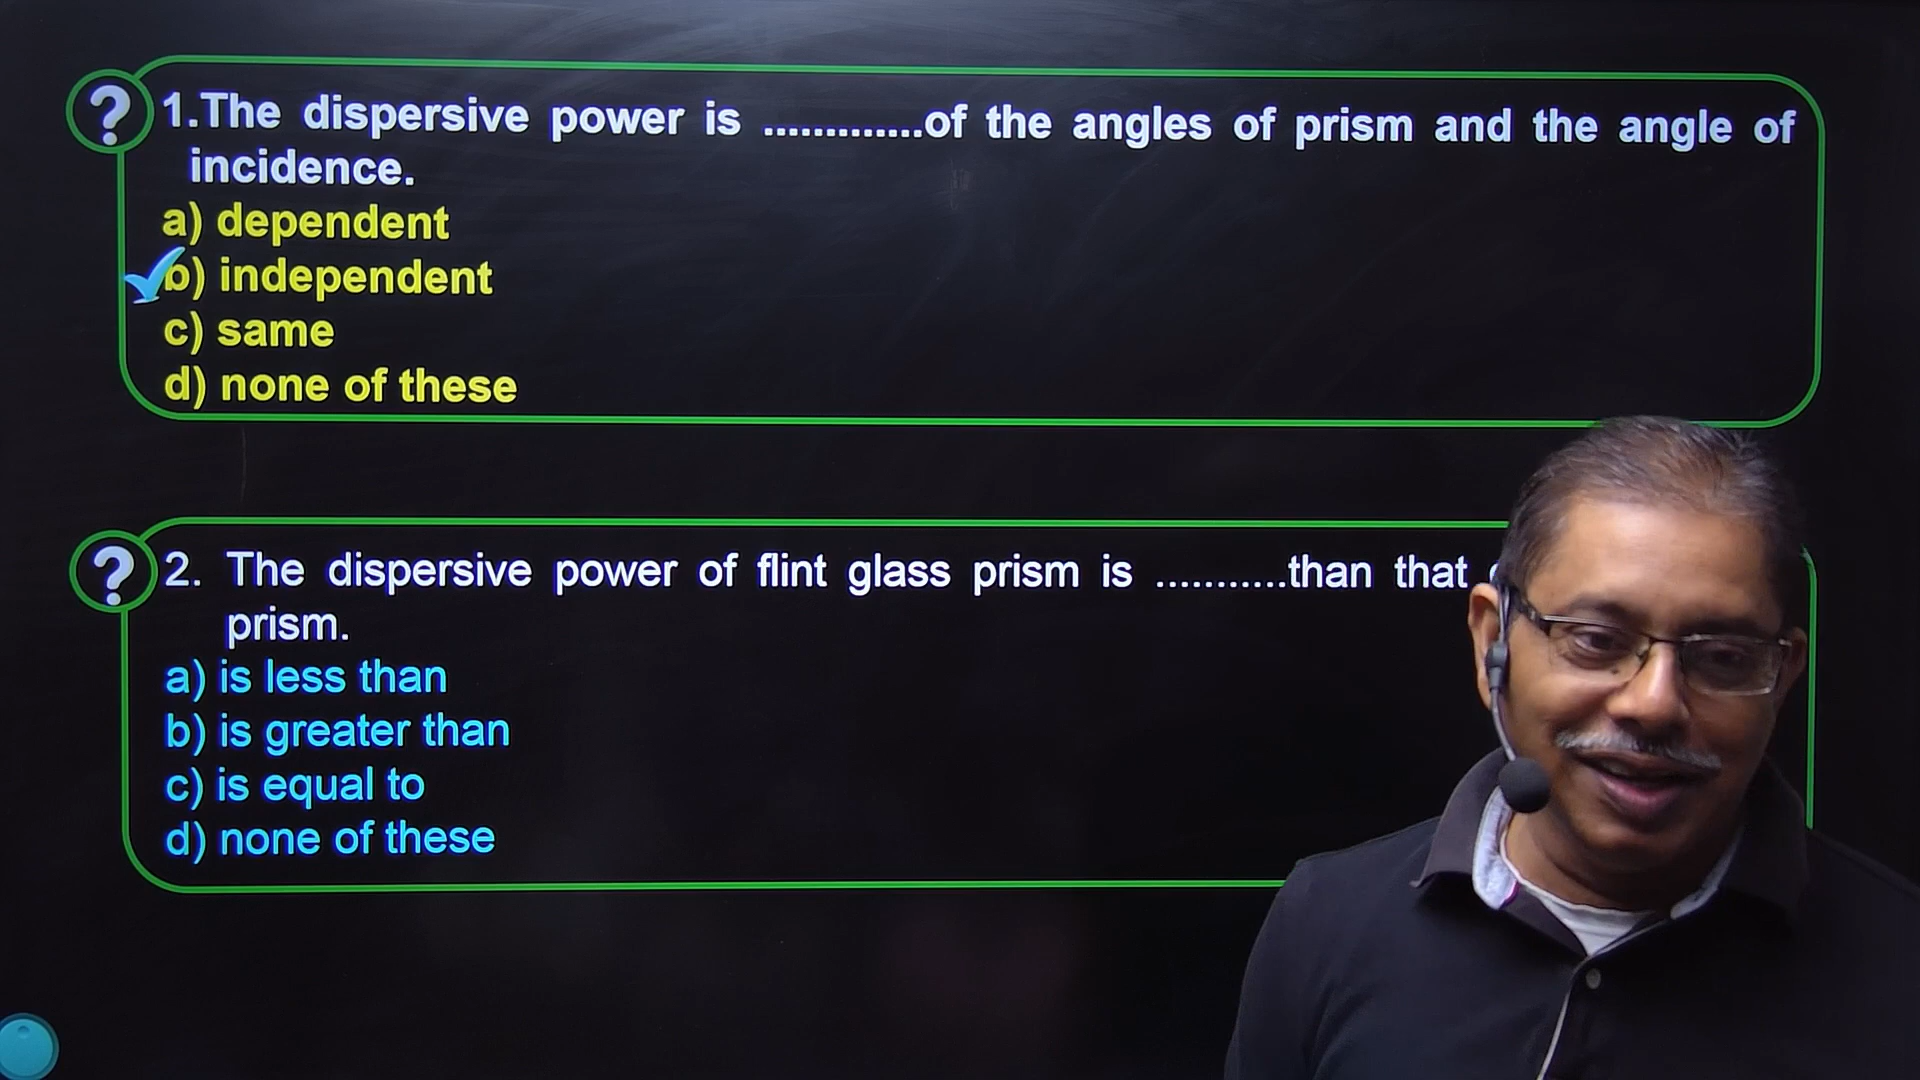 ?
1.The dispersive power is .............of the angles of prism and the angle of
incidence.
a) dependent
b) independent
c) same
d) none of these
?
2. The dispersive power of flint glass prism is ...........than that
prism.
a) is less than
b) is greater than
c) is equal to
d) none of these